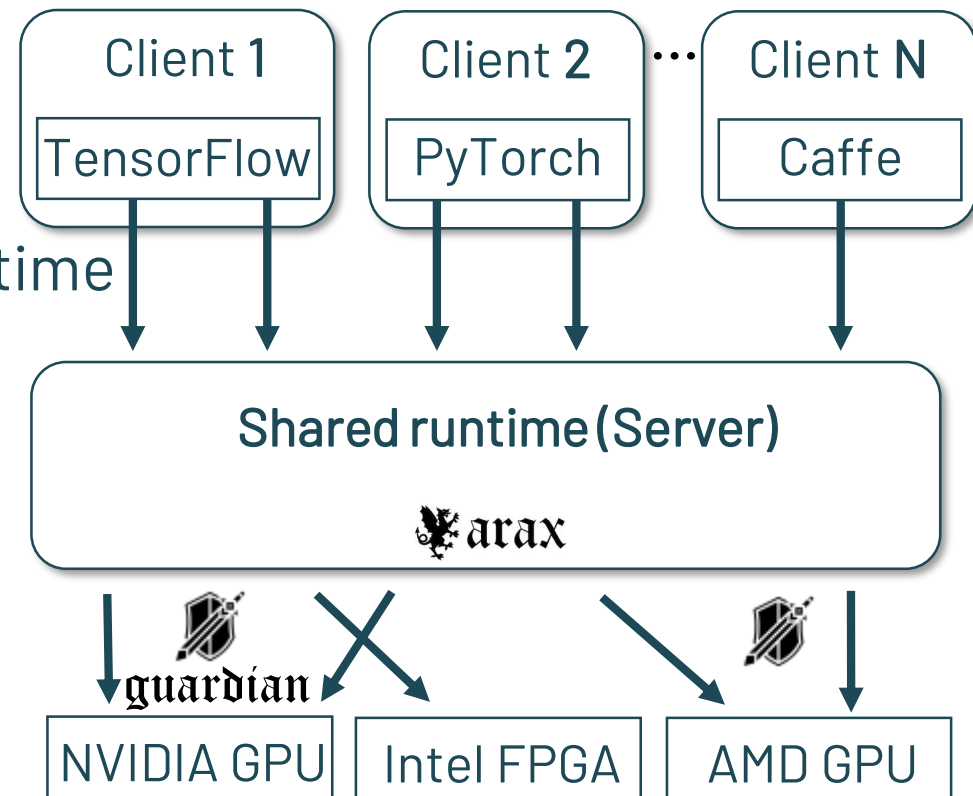 Client 1
Client 2
...
Client N
TensorFlow
PyTorch
Caffe
time
Shared runtime (Server)
arax
guardian
NVIDIA GPU
Intel FPGA
AMD GPU